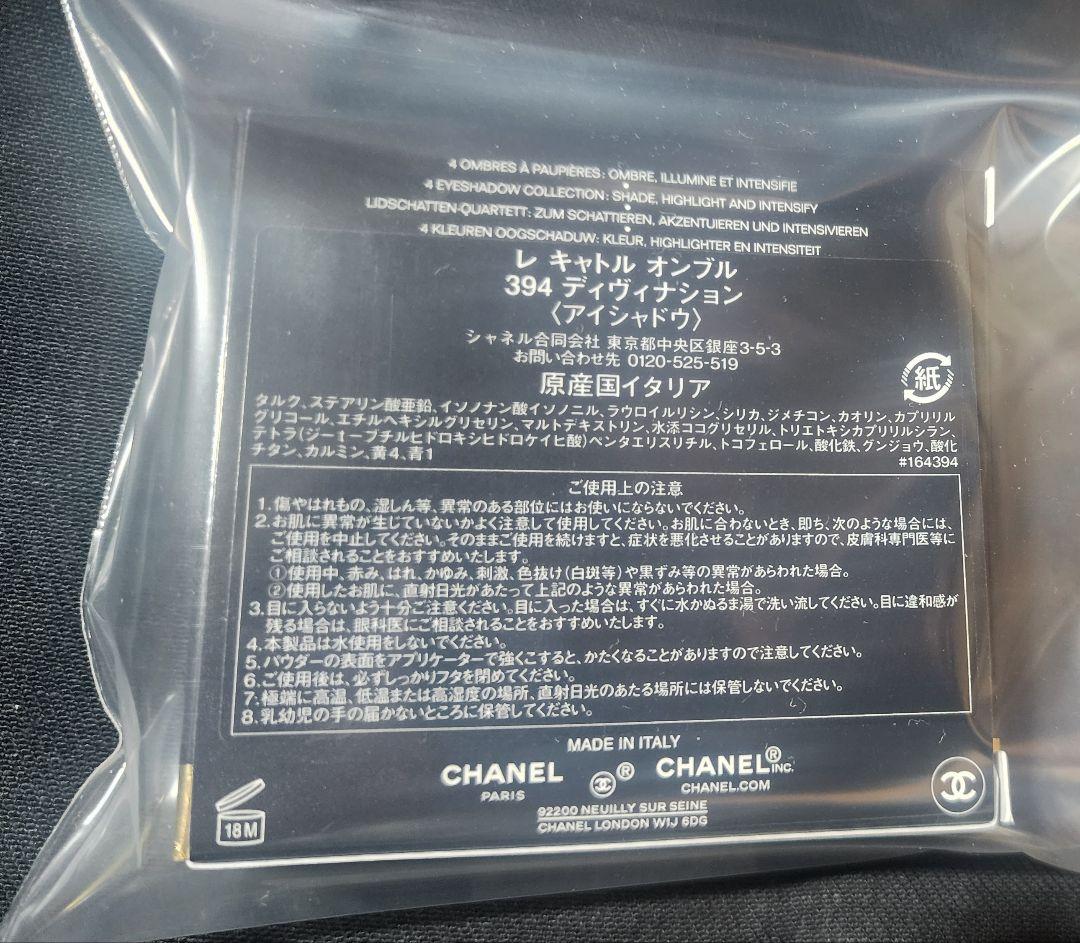 4 OMBRES À PAUPIÈRES : OMBRE, ILLUMINE ET INTENSIFIE
4 EYESHADOW COLLECTION : SHADE, HIGHLIGHT AND INTENSIFY
LIDSCHATTEN-QUARTETT : ZUM SCHATTIEREN, AKZENTUIEREN UND INTENSIVIEREN
4 KLEUREN OOGSCHADUW : KLEUR, HIGHLIGHTER EN INTENSITEIT
レ キャトル オンブル
394 ディヴィナション
〈アイシャドウ〉
シャネル合同会社 東京都中央区銀座3-5-3
お問い合わせ先 0120-525-519
原産国イタリア
紙
タルク、ステアリン酸亜鉛、イソノナン酸イソノニル、ラウロイルリシン、シリカ、ジメチコン、カオリン、カプリリル
グリコール、エチルヘキシルグリセリン、マルトデキストリン、水添ココグリセリル、トリエトキシカプリリルシラン、
テトラ(ジーt－ブチルヒドロキシヒドロケイヒ酸)ペンタエリスリチル、トコフェロール、酸化鉄、グンジョウ、酸化
チタン、カルミン、黄4、青1
#164394
ご使用上の注意
1. 傷やはれもの、湿しん等、異常のある部位にはお使いにならないでください。
2. お肌に異常が生じていないかよく注意して使用してください。お肌に合わないとき、即ち、次のような場合には、
ご使用を中止してください。そのままご使用を続けますと、症状を悪化させることがありますので、皮膚科専門医等に
ご相談されることをおすすめいたします。
①使用中、赤み、はれ、かゆみ、刺激、色抜け(白斑等)や黒ずみ等の異常があらわれた場合。
②使用したお肌に、直射日光があたって上記のような異常があらわれた場合。
3. 目に入らないよう十分ご注意ください。目に入った場合は、すぐに水かぬるま湯で洗い流してください。目に違和感が
残る場合は、眼科医にご相談されることをおすすめいたします。
4. 本製品は水使用をしないでください。
5. パウダーの表面をアプリケーターで強くこすると、かたくなることがありますので注意してください。
6. ご使用後は、必ずしっかりフタを閉めてください。
7. 極端に高温、低温または高湿度の場所、直射日光のあたる場所には保管しないでください。
8. 乳幼児の手の届かないところに保管してください。
MADE IN ITALY
CHANEL ® CHANEL® INC.
PARIS CHANEL.COM
92200 NEUILLY SUR SEINE
CHANEL LONDON W1J 6DG
18 M